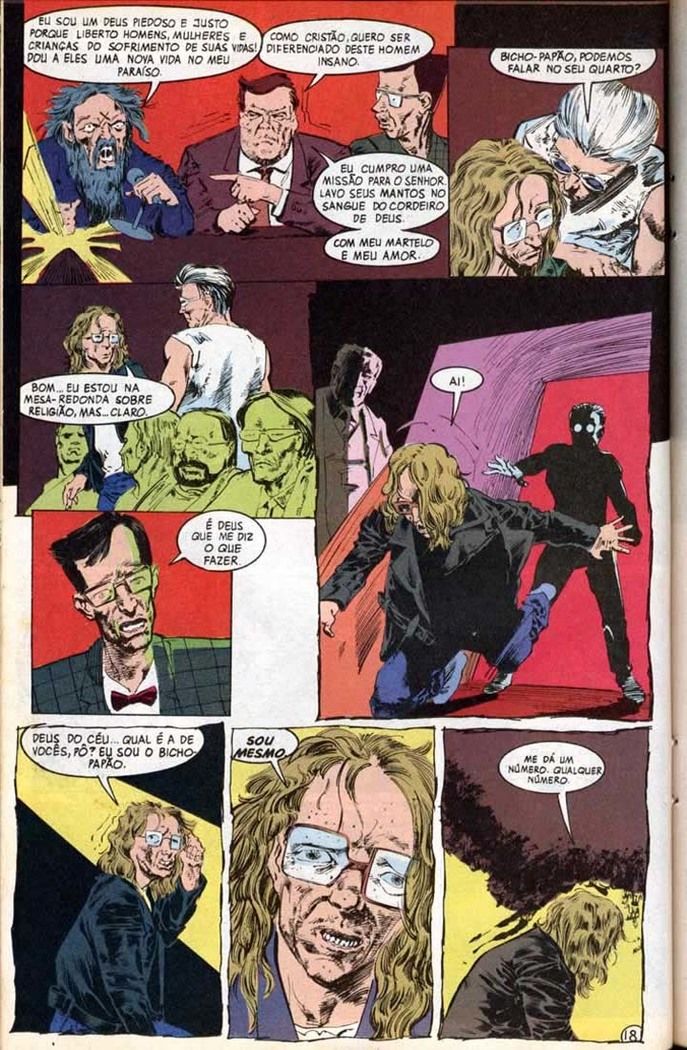 EU SOU UM DEUS PIEDOSO E JUSTO
PORQUE LIBERTO HOMENS, MULHERES E
CRIANÇAS DO SOFRIMENTO DE SUAS VIDAS!
DOU A ELES UMA NOVA VIDA NO MEU
PARAÍSO.
COMO CRISTÃO, QUERO SER
DIFERENCIADO DESTE HOMEM
INSANO.
EU CUMPRO UMA
MISSÃO PARA O SENHOR.
LAVO SEUS MANTOS NO
SANGUE DO CORDEIRO
DE DEUS.
COM MEU MARTELO
E MEU AMOR.
BICHO-PAPÃO, PODEMOS
FALAR NO SEU QUARTO?
BOM... EU ESTOU NA
MESA-REDONDA SOBRE
RELIGIÃO, MAS... CLARO.
AI!
É DEUS
QUE ME DIZ
O QUE
FAZER.
DEUS DO CÉU... QUAL É A DE
VOCÊS, PÔ? EU SOU O BICHO-
PAPÃO.
SOU
MESMO.
ME DÁ UM
NÚMERO. QUALQUER
NÚMERO.
18